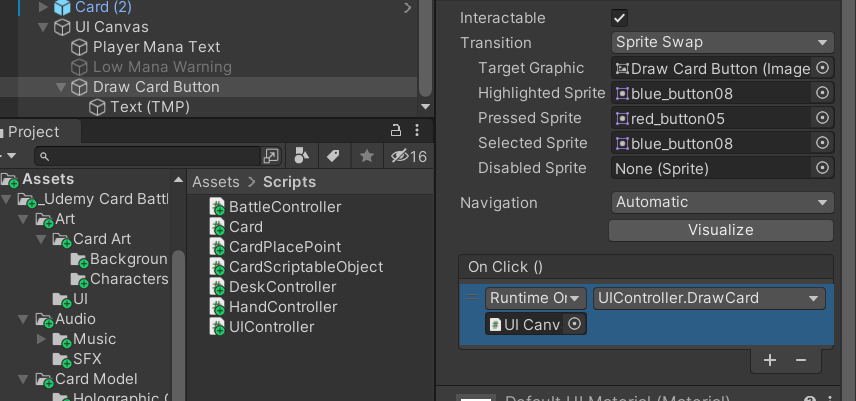 Card (2)
UI Canvas
Player Mana Text
Low Mana Warning
Draw Card Button
Text (TMP)
Project
16
Assets
_Udemy Card Battl
Art
Card Art
Backgroun
Characters
UI
Audio
Music
SFX
Card Model
Holographic C
Assets > Scripts
BattleController
Card
CardPlacePoint
CardScriptableObject
DeskController
HandController
UIController
Interactable
Transition Sprite Swap
Target Graphic Draw Card Button (Image
Highlighted Sprite blue_button08
Pressed Sprite red_button05
Selected Sprite blue_button08
Disabled Sprite None (Sprite)
Navigation Automatic
Visualize
On Click ()
Runtime Or UIController.DrawCard
UI Canv
Default UI Material (Material)